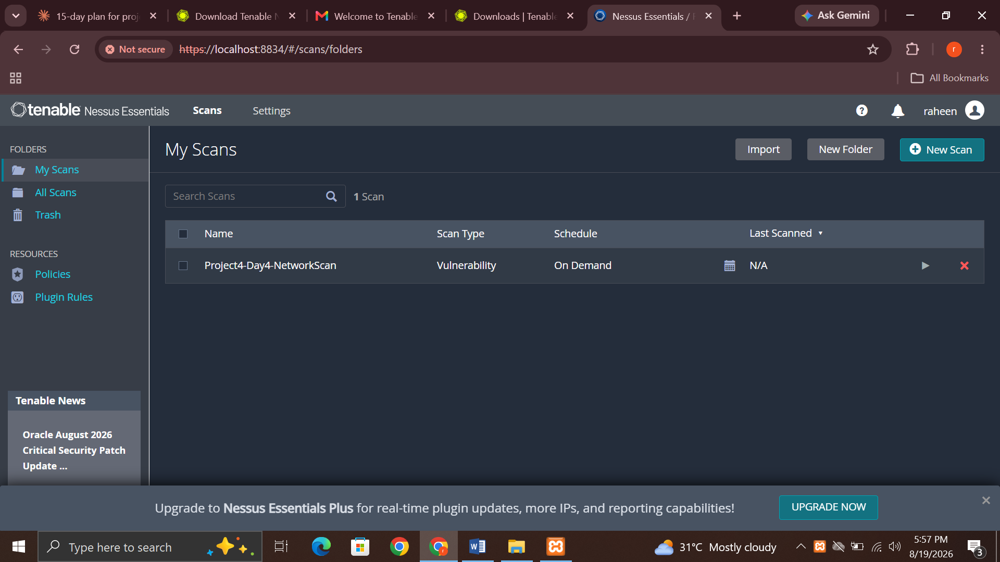 15-day plan for proj
Download Tenable N
Welcome to Tenable
Downloads | Tenable
Nessus Essentials / F
Ask Gemini
Not secure
https://localhost:8834/#/scans/folders
r
All Bookmarks
tenable Nessus Essentials
Scans
Settings
?
raheen
FOLDERS
My Scans
All Scans
Trash
RESOURCES
Policies
Plugin Rules
Tenable News
Oracle August 2026
Critical Security Patch
Update ...
My Scans
Import
New Folder
New Scan
Search Scans
1 Scan
Name
Scan Type
Schedule
Last Scanned
Project4-Day4-NetworkScan
Vulnerability
On Demand
N/A
Upgrade to Nessus Essentials Plus for real-time plugin updates, more IPs, and reporting capabilities!
UPGRADE NOW
Type here to search
31°C Mostly cloudy
5:57 PM
8/19/2026
3